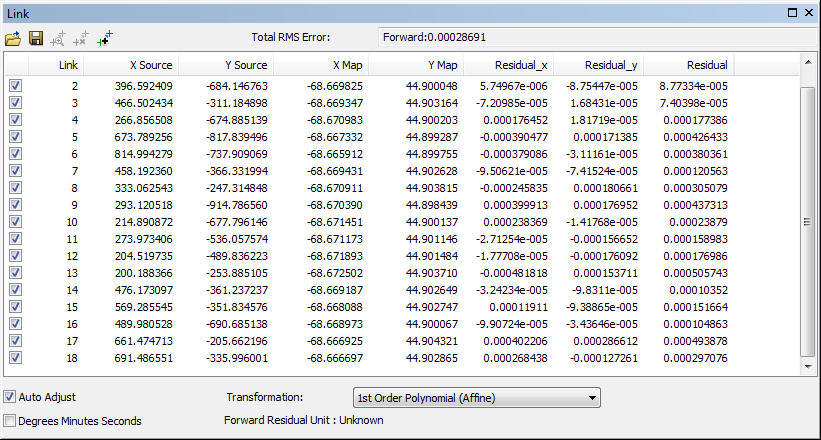 Link
Total RMS Error: Forward:0.00028691
Link X Source Y Source X Map Y Map Residual_x Residual_y Residual
2 396.592409 -684.146763 -68.669825 44.900048 5.74967e-006 -8.75447e-005 8.77334e-005
3 466.502434 -311.184898 -68.669347 44.903164 -7.20985e-005 1.68431e-005 7.40398e-005
4 266.856508 -674.885139 -68.670983 44.900203 0.000176452 1.81719e-005 0.000177386
5 673.789256 -817.839496 -68.667332 44.899287 -0.000390477 0.000171385 0.000426433
6 814.994279 -737.909069 -68.665912 44.899755 -0.000379086 -3.11161e-005 0.000380361
7 458.192360 -366.331994 -68.669431 44.902628 -9.50621e-005 -7.41524e-005 0.000120563
8 333.062543 -247.314848 -68.670911 44.903815 -0.000245835 0.000180661 0.000305079
9 293.120518 -914.786560 -68.670390 44.898439 0.000399913 0.000176952 0.000437313
10 214.890872 -677.796146 -68.671451 44.900137 0.000238369 -1.41768e-005 0.00023879
11 273.973406 -536.057574 -68.671173 44.901146 -2.71254e-005 -0.000156652 0.000158983
12 204.519735 -489.836223 -68.671893 44.901484 -1.77708e-005 -0.000176092 0.000176986
13 200.188366 -253.885105 -68.672502 44.903710 -0.000481818 0.000153711 0.000505743
14 476.173097 -361.237237 -68.669187 44.902649 -3.24234e-005 -9.8311e-005 0.00010352
15 569.285545 -351.834576 -68.668088 44.902747 0.00011911 -9.38865e-005 0.000151664
16 489.980528 -690.685138 -68.668973 44.900067 -9.90724e-005 -3.43646e-005 0.000104863
17 661.474713 -205.662196 -68.666925 44.904321 0.000402206 0.000286612 0.000493878
18 691.486551 -335.996001 -68.666697 44.902865 0.000268438 -0.000127261 0.000297076
Auto Adjust Transformation: 1st Order Polynomial (Affine)
Degrees Minutes Seconds Forward Residual Unit : Unknown